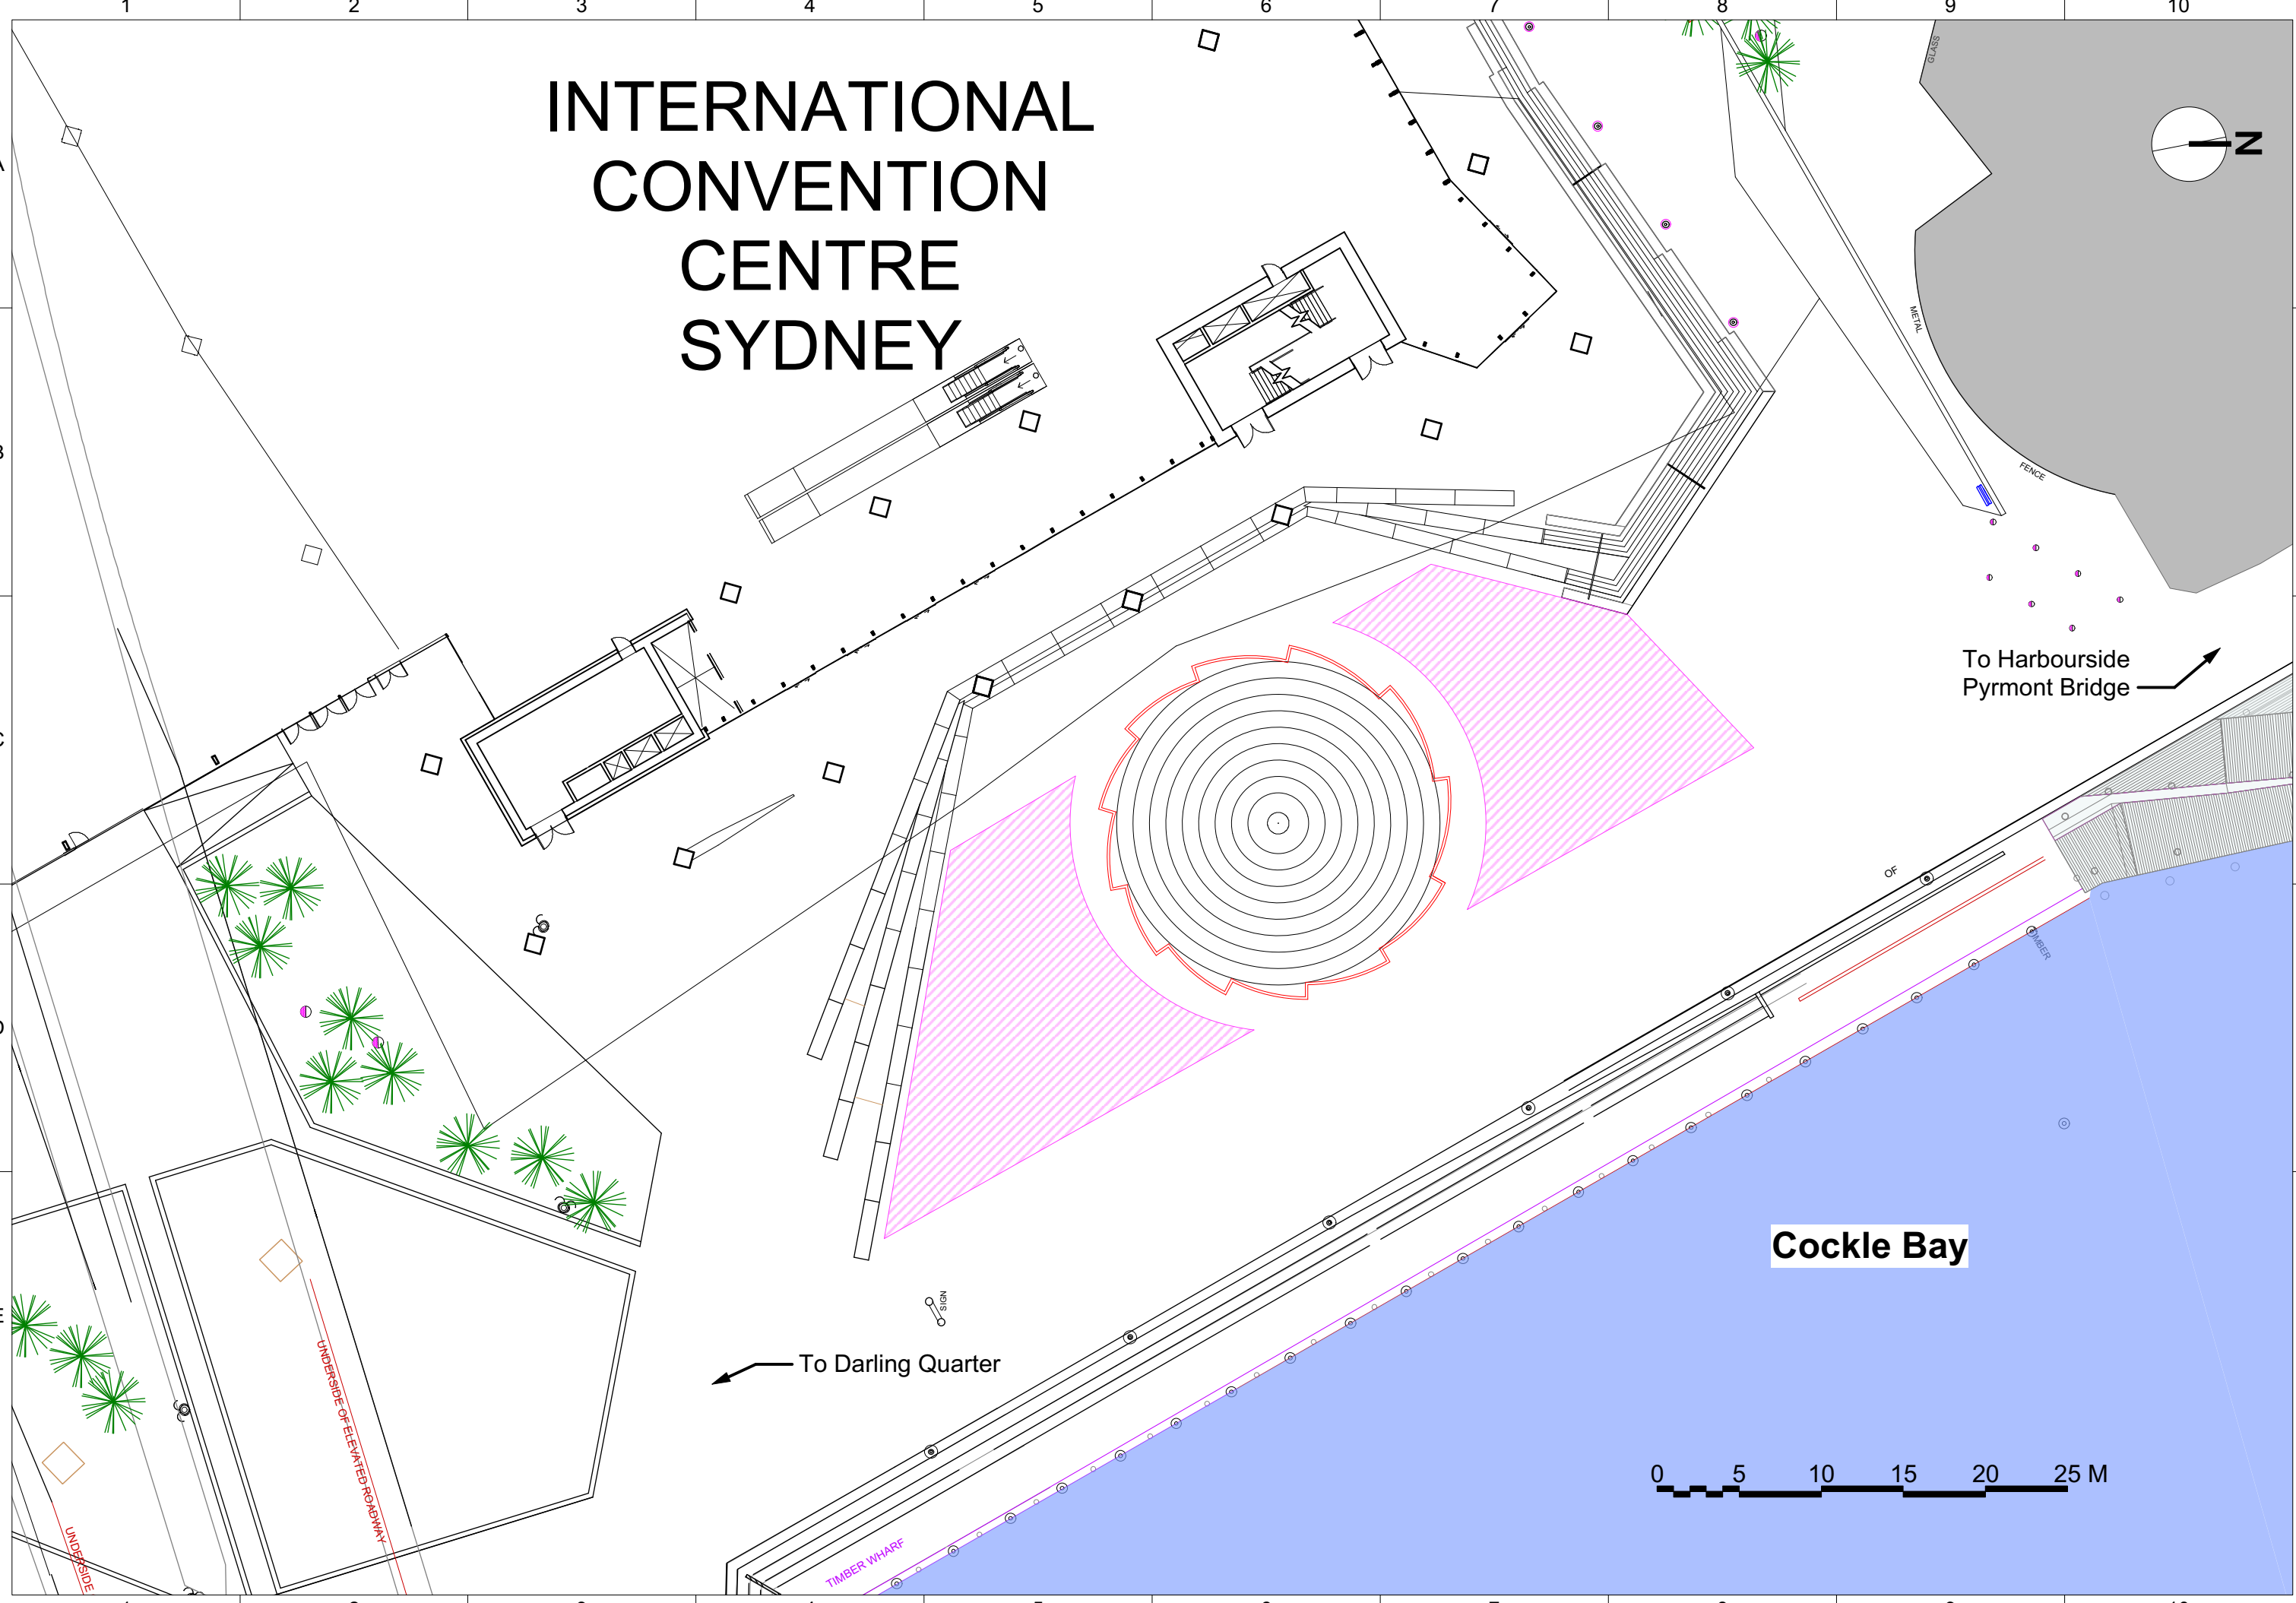 1 2 3 4 5 6 7 8 9 10
INTERNATIONAL
CONVENTION
CENTRE
SYDNEY
GLASS
N
A
METAL
B
FENCE
To Harbourside
Pyrmont Bridge
C
OF
D
Cockle Bay
SIGN
E
To Darling Quarter
UNDERSIDE OF ELEVATED ROADWAY
0 5 10 15 20 25 M
UNDERSIDE
TIMBER WHARF